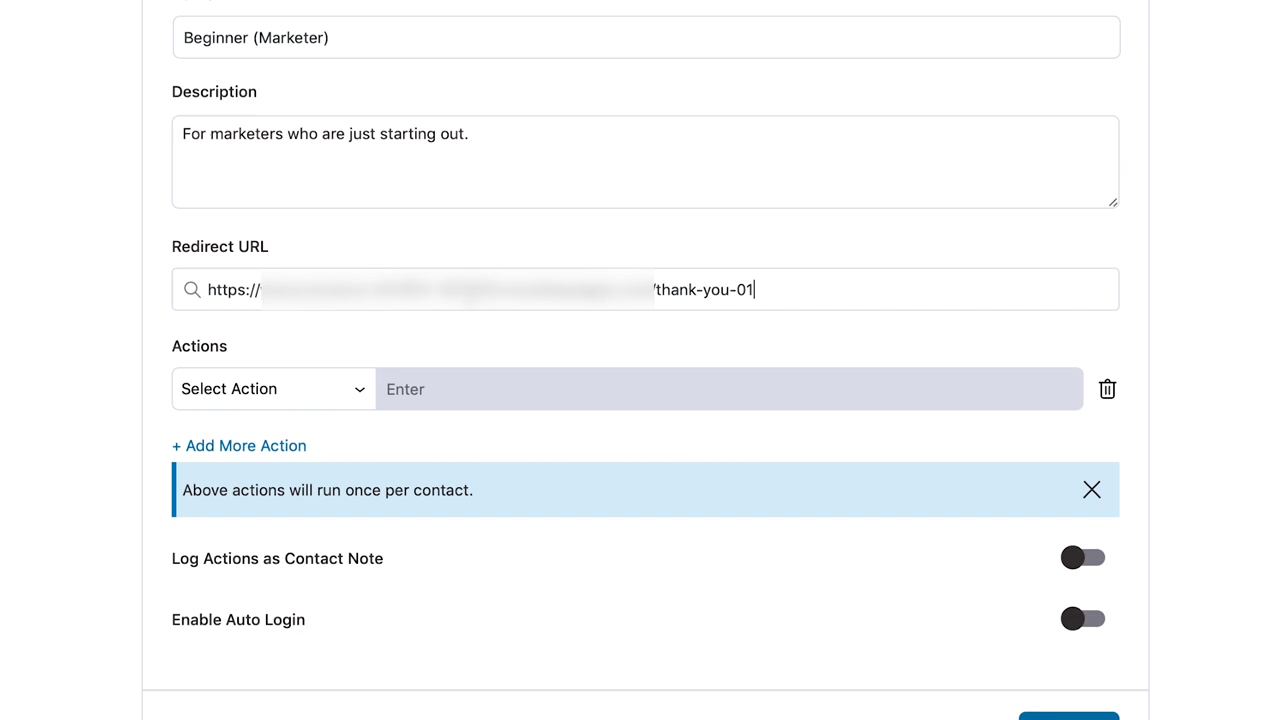 Beginner (Marketer)
Description
For marketers who are just starting out.
Redirect URL
https:// /thank-you-01
Actions
Select Action Enter
+ Add More Action
Above actions will run once per contact.
Log Actions as Contact Note
Enable Auto Login